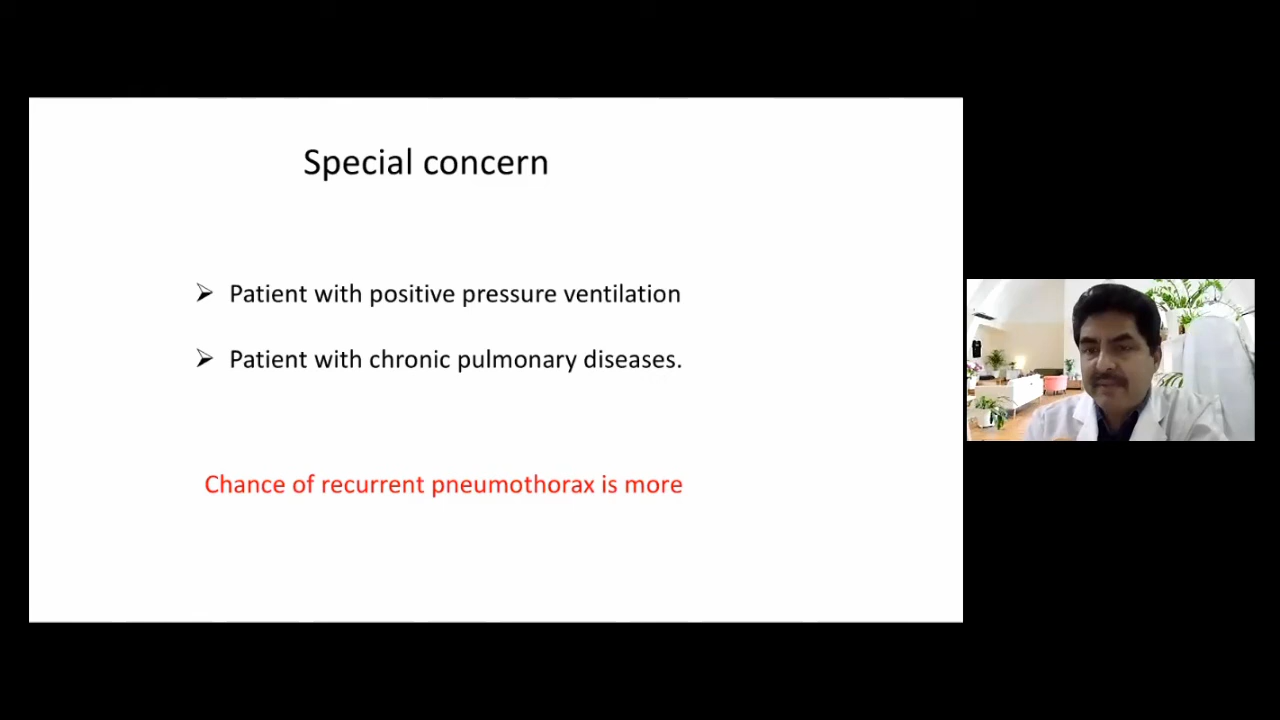 Special concern
➢ Patient with positive pressure ventilation
➢ Patient with chronic pulmonary diseases.
Chance of recurrent pneumothorax is more